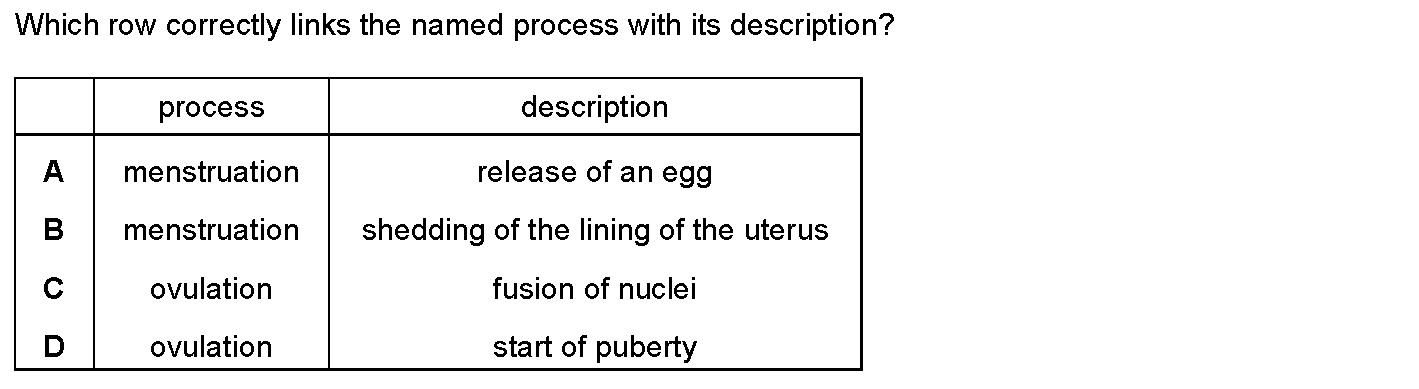 Which row correctly links the named process with its description?
process description
A menstruation release of an egg
B menstruation shedding of the lining of the uterus
C ovulation fusion of nuclei
D ovulation start of puberty